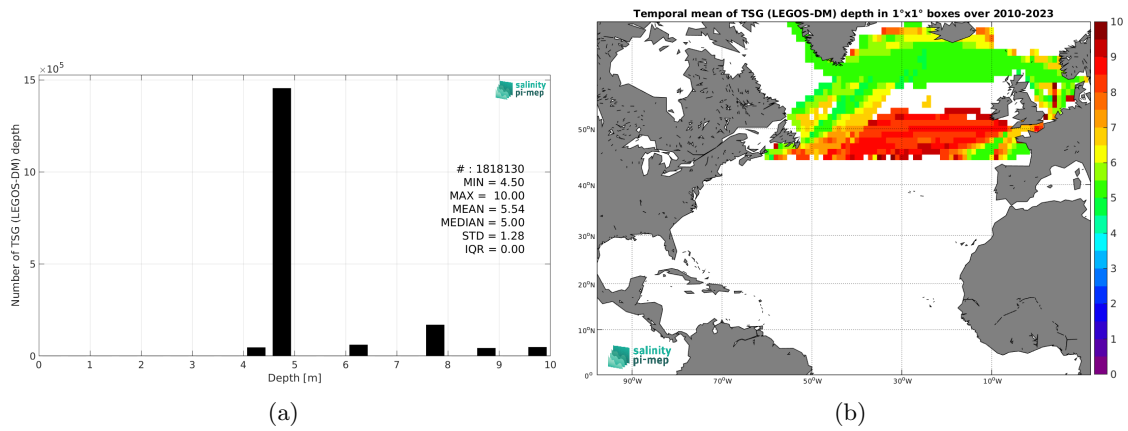 ×10⁵
15
10
5
0
Number of TSG (LEGOS-DM) depth
salinity
pi-mep
# : 1818130
MIN = 4.50
MAX = 10.00
MEAN = 5.54
MEDIAN = 5.00
STD = 1.28
IQR = 0.00
0 1 2 3 4 5 6 7 8 9 10
Depth [m]
(a)
Temporal mean of TSG (LEGOS-DM) depth in 1°x1° boxes over 2010-2023
50°N
40°N
30°N
20°N
10°N
0°
90°W 70°W 50°W 30°W 10°W
salinity
pi-mep
10
9
8
7
6
5
4
3
2
1
0
(b)